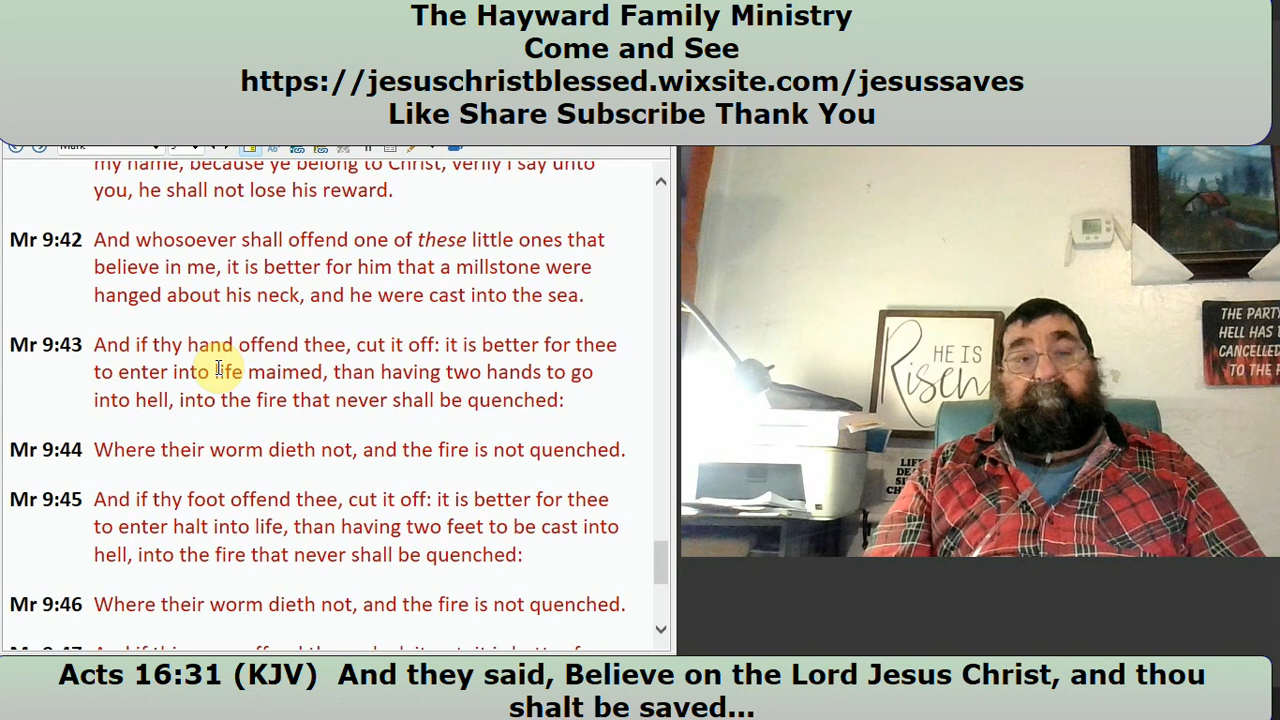 The Hayward Family Ministry
Come and See
https://jesuschristblessed.wixsite.com/jesussaves
Like Share Subscribe Thank You
my name, because ye belong to Christ, verily I say unto
you, he shall not lose his reward.
Mr 9:42 And whosoever shall offend one of these little ones that
believe in me, it is better for him that a millstone were
hanged about his neck, and he were cast into the sea.
Mr 9:43 And if thy hand offend thee, cut it off: it is better for thee
to enter into life maimed, than having two hands to go
into hell, into the fire that never shall be quenched:
Mr 9:44 Where their worm dieth not, and the fire is not quenched.
Mr 9:45 And if thy foot offend thee, cut it off: it is better for thee
to enter halt into life, than having two feet to be cast into
hell, into the fire that never shall be quenched:
Mr 9:46 Where their worm dieth not, and the fire is not quenched.
HE IS
Risen
THE PARTY
HELL HAS
CANCELLED
TO THE
Acts 16:31 (KJV) And they said, Believe on the Lord Jesus Christ, and thou
shalt be saved...